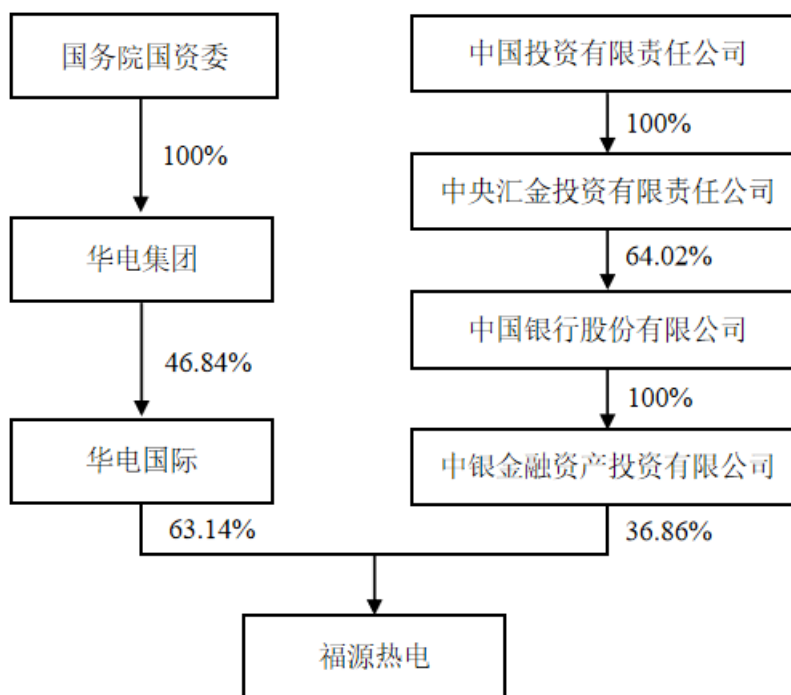 国务院国资委
中国投资有限责任公司
100%
100%
中央汇金投资有限责任公司
华电集团
64.02%
中国银行股份有限公司
46.84%
100%
华电国际
中银金融资产投资有限公司
63.14%
36.86%
福源热电